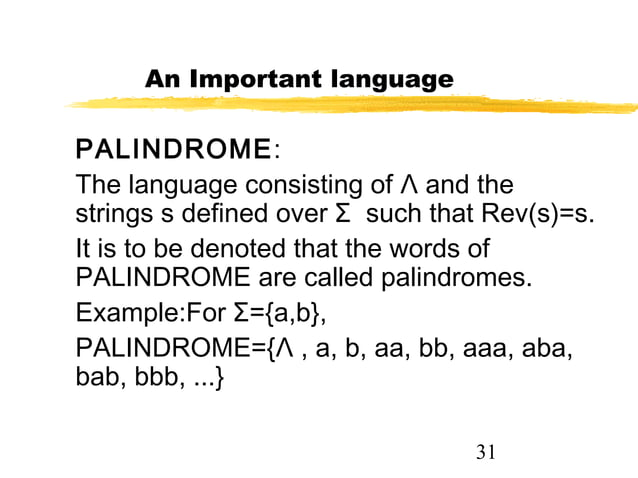 An Important language
PALINDROME:
The language consisting of Λ and the
strings s defined over Σ  such that Rev(s)=s.
It is to be denoted that the words of
PALINDROME are called palindromes.
Example:For Σ={a,b},
PALINDROME={Λ , a, b, aa, bb, aaa, aba,
bab, bbb, ...}
31